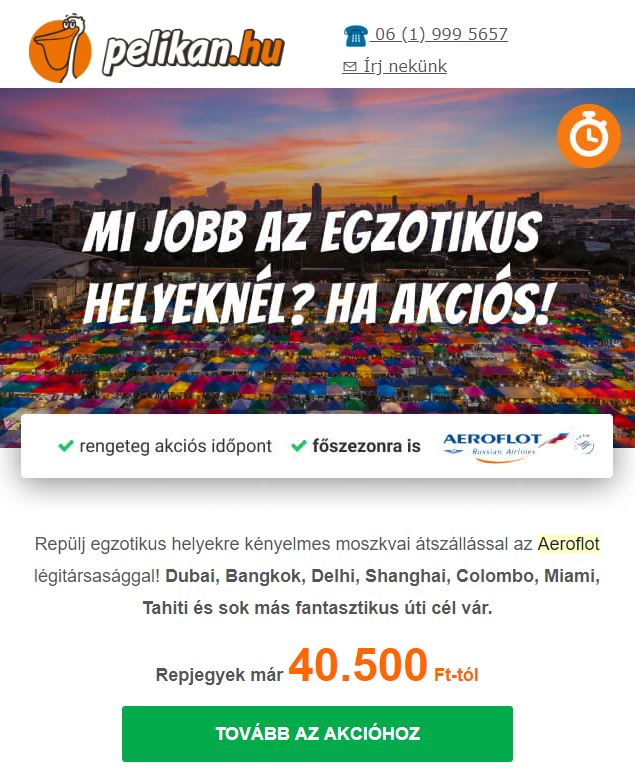 pelikan.hu
06 (1) 999 5657
Írj nekünk
MI JOBB AZ EGZOTIKUS
HELYEKNÉL? HA AKCIÓS!
rengeteg akciós időpont
főszezonra is
AEROFLOT
Russian Airlines
Repülj egzotikus helyekre kényelmes moszkvai átszállással az Aeroflot
légitársasággal! Dubai, Bangkok, Delhi, Shanghai, Colombo, Miami,
Tahiti és sok más fantasztikus úti cél vár.
Repjegyek már 40.500 Ft-tól
TOVÁBB AZ AKCIÓHOZ